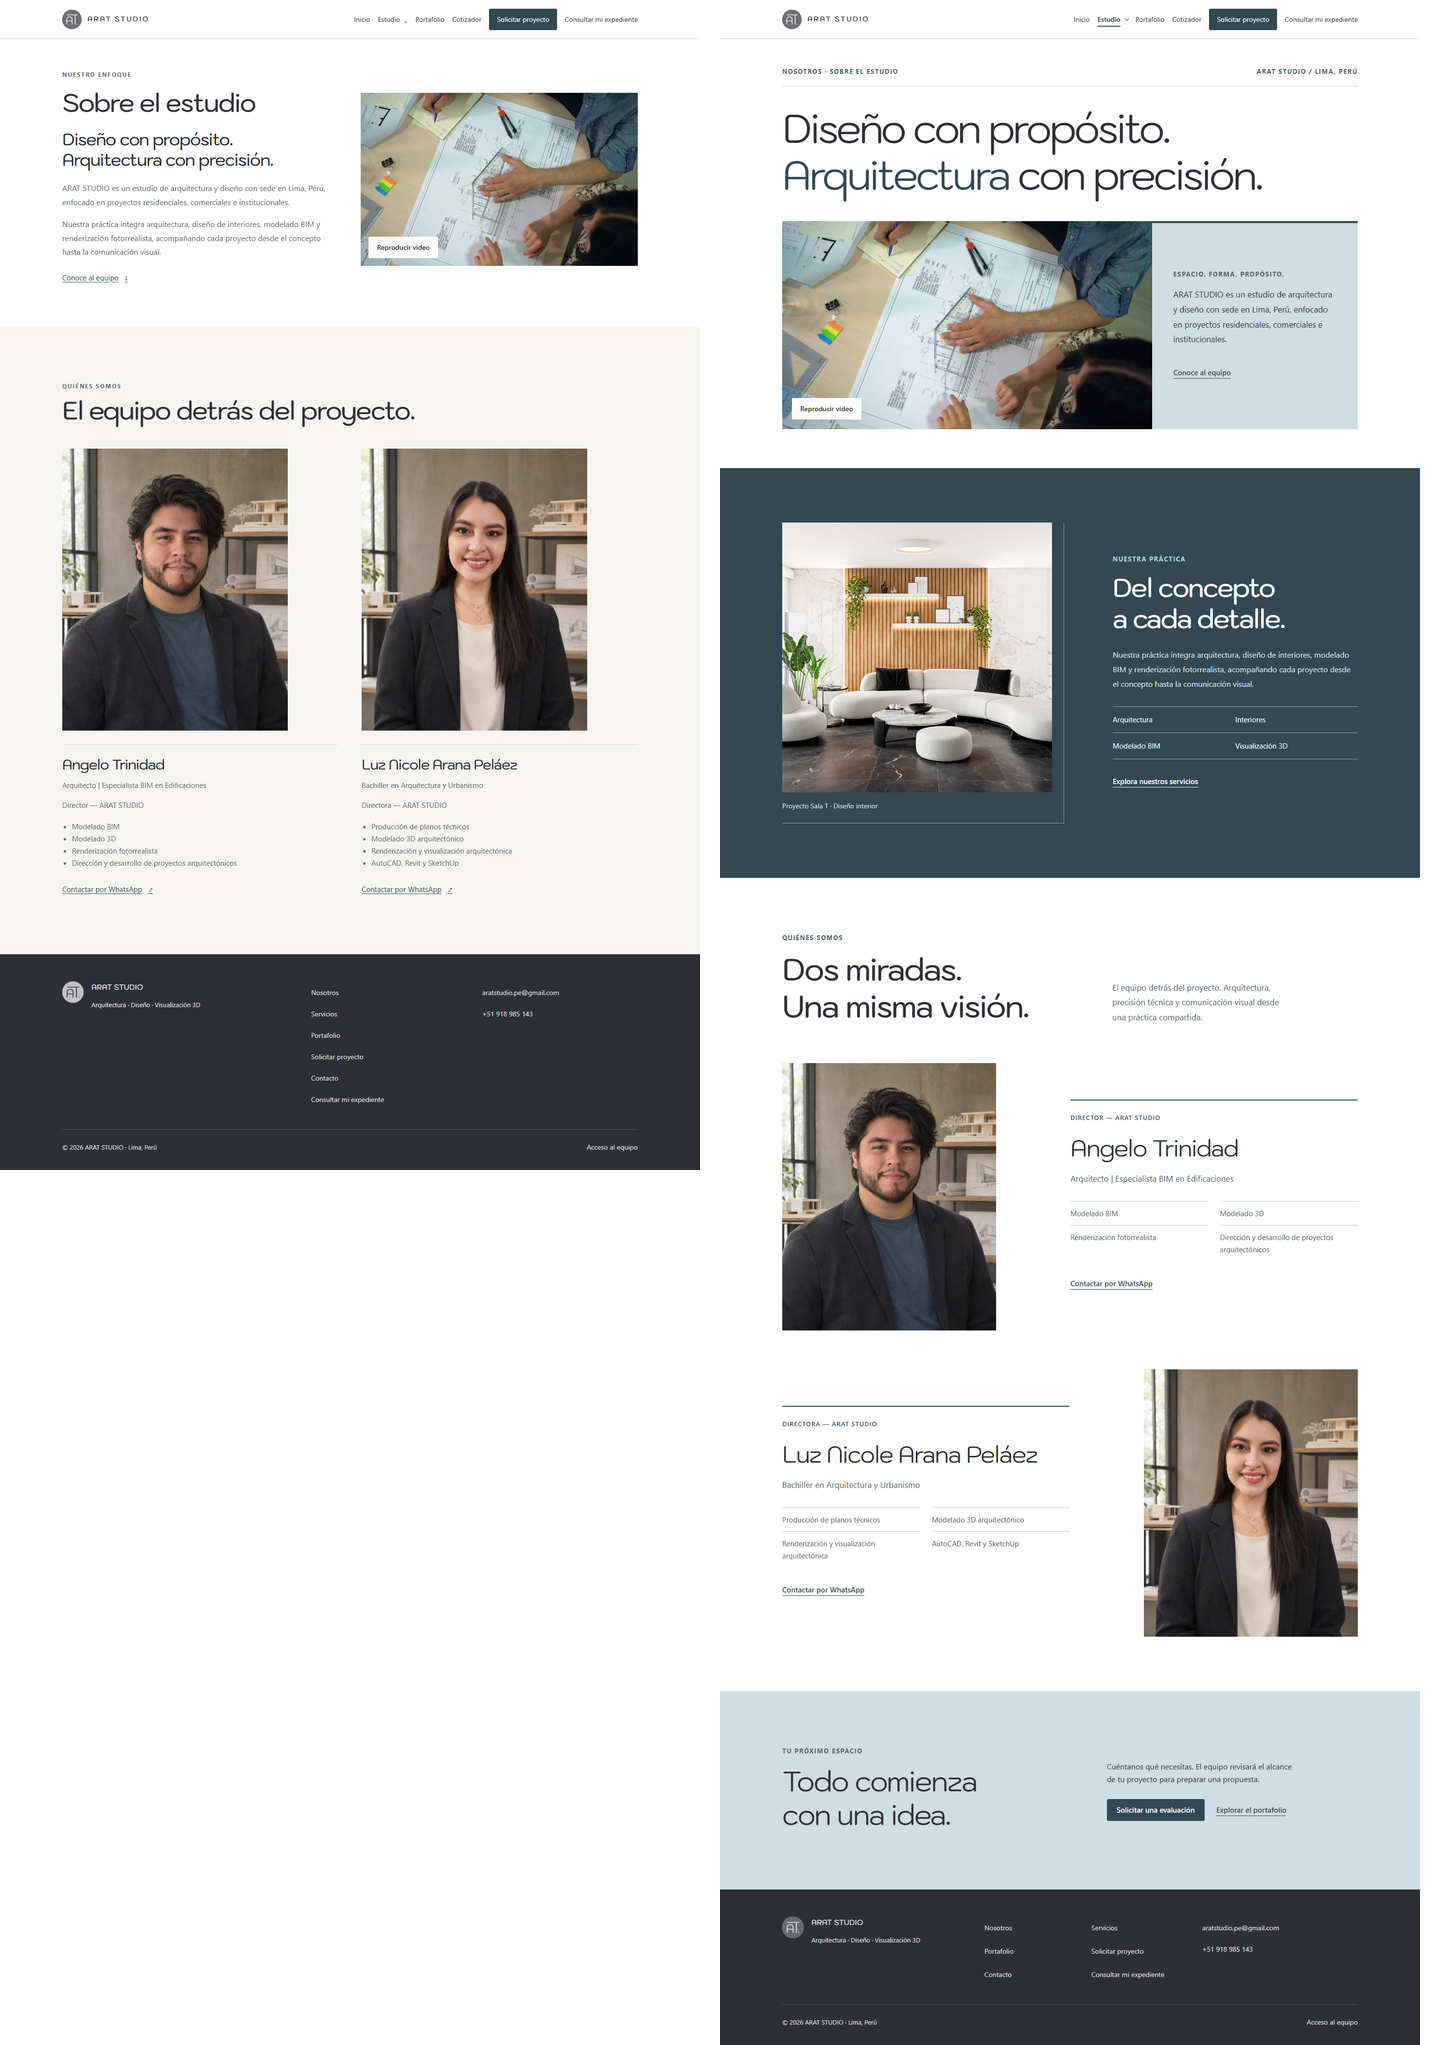 AT.
ARAT STUDIO
Inicio
Estudio
Portafolio
Cotizador
Solicitar proyecto
Consultar mi expediente
NUESTRO ENFOQUE
Sobre el estudio
Diseño con propósito.
Arquitectura con precisión.
ARAT STUDIO es un estudio de arquitectura y diseño con sede en Lima, Perú,
enfocado en proyectos residenciales, comerciales e institucionales.
Nuestra práctica integra arquitectura, diseño de interiores, modelado BIM y
renderización fotorrealista, acompañando cada proyecto desde el concepto
hasta la comunicación visual.
Conoce al equipo ↓
Reproducir video
QUIÉNES SOMOS
El equipo detrás del proyecto.
Angelo Trinidad
Arquitecto | Especialista BIM en Edificaciones
Director — ARAT STUDIO
• Modelado BIM
• Modelado 3D
• Renderización fotorrealista
• Dirección y desarrollo de proyectos arquitectónicos
Contactar por WhatsApp ↗
Luz Nicole Arana Peláez
Bachiller en Arquitectura y Urbanismo
Directora — ARAT STUDIO
• Producción de planos técnicos
• Modelado 3D arquitectónico
• Renderización y visualización arquitectónica
• AutoCAD, Revit y SketchUp
Contactar por WhatsApp ↗
AT.
ARAT STUDIO
Arquitectura · Diseño · Visualización 3D
Nosotros
Servicios
Portafolio
Solicitar proyecto
Contacto
Consultar mi expediente
aratstudio.pe@gmail.com
+51 918 985 143
© 2026 ARAT STUDIO · Lima, Perú
Acceso al equipo
AT.
ARAT STUDIO
Inicio
Estudio
Portafolio
Cotizador
Solicitar proyecto
Consultar mi expediente
NOSOTROS · SOBRE EL ESTUDIO
ARAT STUDIO / LIMA, PERÚ
Diseño con propósito.
Arquitectura con precisión.
Reproducir video
ESPACIO. FORMA. PROPÓSITO.
ARAT STUDIO es un estudio de arquitectura
y diseño con sede en Lima, Perú, enfocado
en proyectos residenciales, comerciales e
institucionales.
Conoce al equipo
Proyecto Sala T · Diseño interior
NUESTRA PRÁCTICA
Del concepto
a cada detalle.
Nuestra práctica integra arquitectura, diseño de interiores, modelado
BIM y renderización fotorrealista, acompañando cada proyecto desde
el concepto hasta la comunicación visual.
Arquitectura
Interiores
Modelado BIM
Visualización 3D
Explora nuestros servicios
QUIÉNES SOMOS
Dos miradas.
Una misma visión.
El equipo detrás del proyecto. Arquitectura,
precisión técnica y comunicación visual desde
una práctica compartida.
DIRECTOR — ARAT STUDIO
Angelo Trinidad
Arquitecto | Especialista BIM en Edificaciones
Modelado BIM
Modelado 3D
Renderización fotorrealista
Dirección y desarrollo de proyectos
arquitectónicos
Contactar por WhatsApp
DIRECTORA — ARAT STUDIO
Luz Nicole Arana Peláez
Bachiller en Arquitectura y Urbanismo
Producción de planos técnicos
Modelado 3D arquitectónico
Renderización y visualización
arquitectónica
AutoCAD, Revit y SketchUp
Contactar por WhatsApp
TU PRÓXIMO ESPACIO
Todo comienza
con una idea.
Cuéntanos qué necesitas. El equipo revisará el alcance
de tu proyecto para preparar una propuesta.
Solicitar una evaluación
Explorar el portafolio
AT.
ARAT STUDIO
Arquitectura · Diseño · Visualización 3D
Nosotros
Servicios
Portafolio
Solicitar proyecto
Contacto
Consultar mi expediente
aratstudio.pe@gmail.com
+51 918 985 143
© 2026 ARAT STUDIO · Lima, Perú
Acceso al equipo